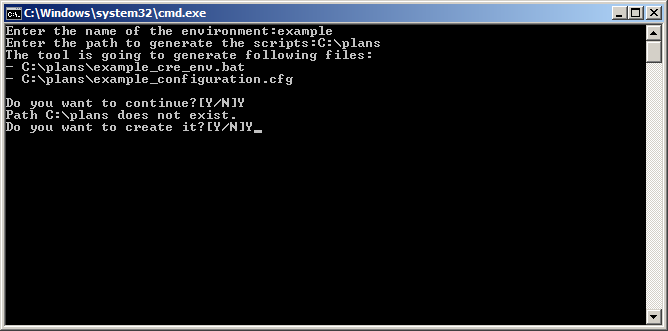 C:\Windows\system32\cmd.exe
Enter the name of the environment:example
Enter the path to generate the scripts:C:\plans
The tool is going to generate following files:
- C:\plans\example_cre_env.bat
- C:\plans\example_configuration.cfg
Do you want to continue?[Y/N]Y
Path C:\plans does not exist.
Do you want to create it?[Y/N]Y_